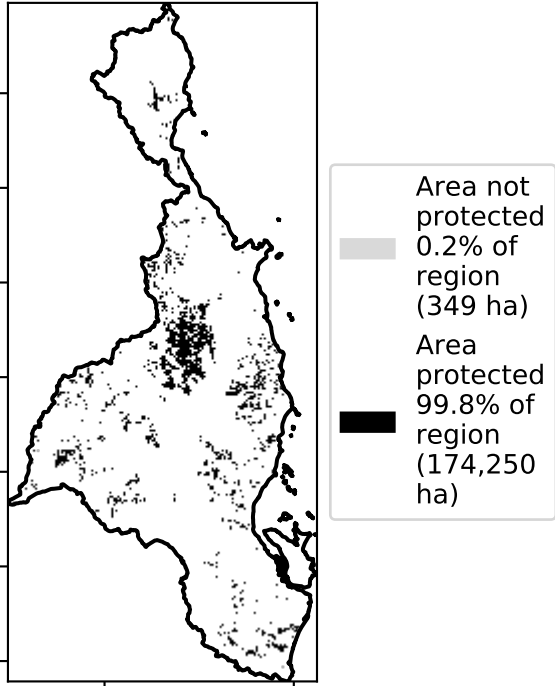 Area not
protected
0.2% of
region
(349 ha)
Area
protected
99.8% of
region
(174,250
ha)